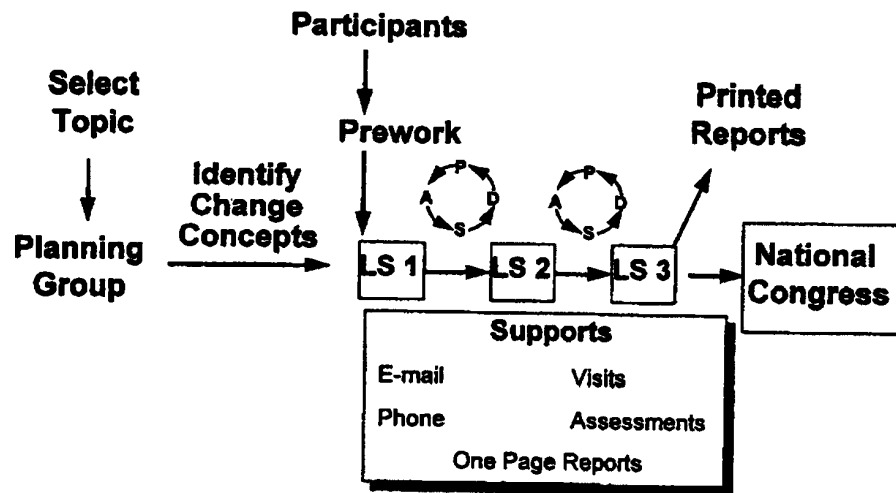 Participants
Select
Topic
Prework
Printed
Reports
Identify
Change
Concepts
Planning
Group
P
A D
S
P
A D
S
LS 1
LS 2
LS 3
National
Congress
Supports
E-mail Visits
Phone Assessments
One Page Reports